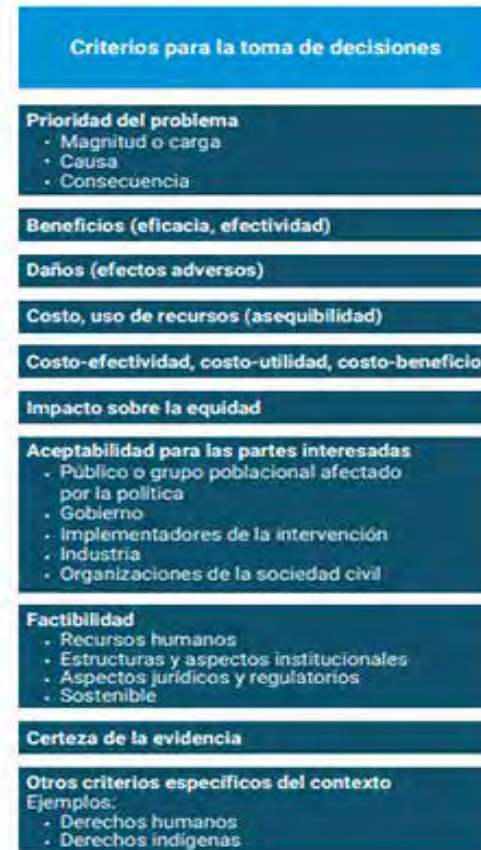 Criterios para la toma de decisiones
Prioridad del problema
• Magnitud o carga
• Causa
• Consecuencia
Beneficios (eficacia, efectividad)
Daños (efectos adversos)
Costo, uso de recursos (asequibilidad)
Costo-efectividad, costo-utilidad, costo-beneficio
Impacto sobre la equidad
Aceptabilidad para las partes interesadas
• Público o grupo poblacional afectado
por la política
• Gobierno
• Implementadores de la intervención
• Industria
• Organizaciones de la sociedad civil
Factibilidad
• Recursos humanos
• Estructuras y aspectos institucionales
• Aspectos jurídicos y regulatorios
• Sostenible
Certeza de la evidencia
Otros criterios específicos del contexto
Ejemplos:
• Derechos humanos
• Derechos indígenas